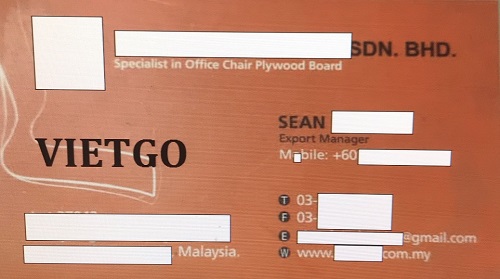 SDN. BHD.
Specialist in Office Chair Plywood Board
SEAN
Export Manager
Mobile: +60
VIETGO
T 03-
F 03-
E @gmail.com
Malaysia.
W www. com.my